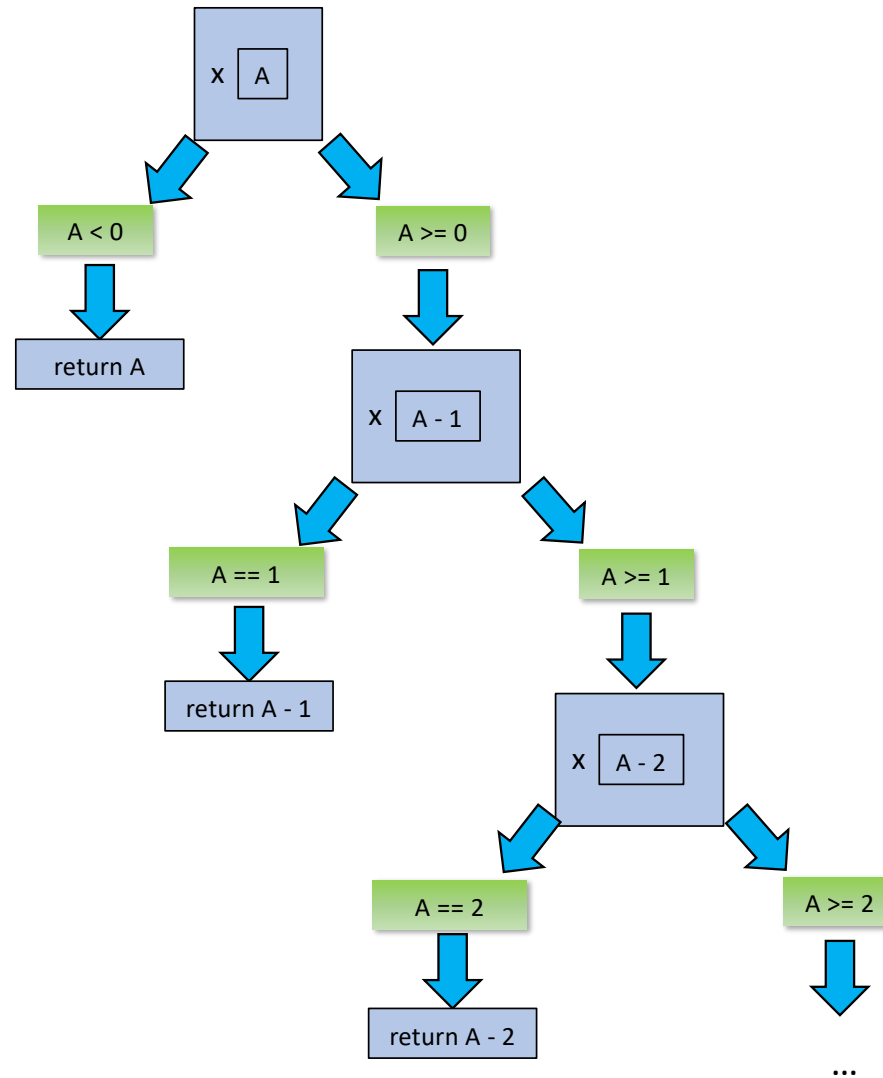 x A
A < 0
A >= 0
return A
x A - 1
A == 1
A >= 1
return A - 1
x A - 2
A == 2
A >= 2
return A - 2
...